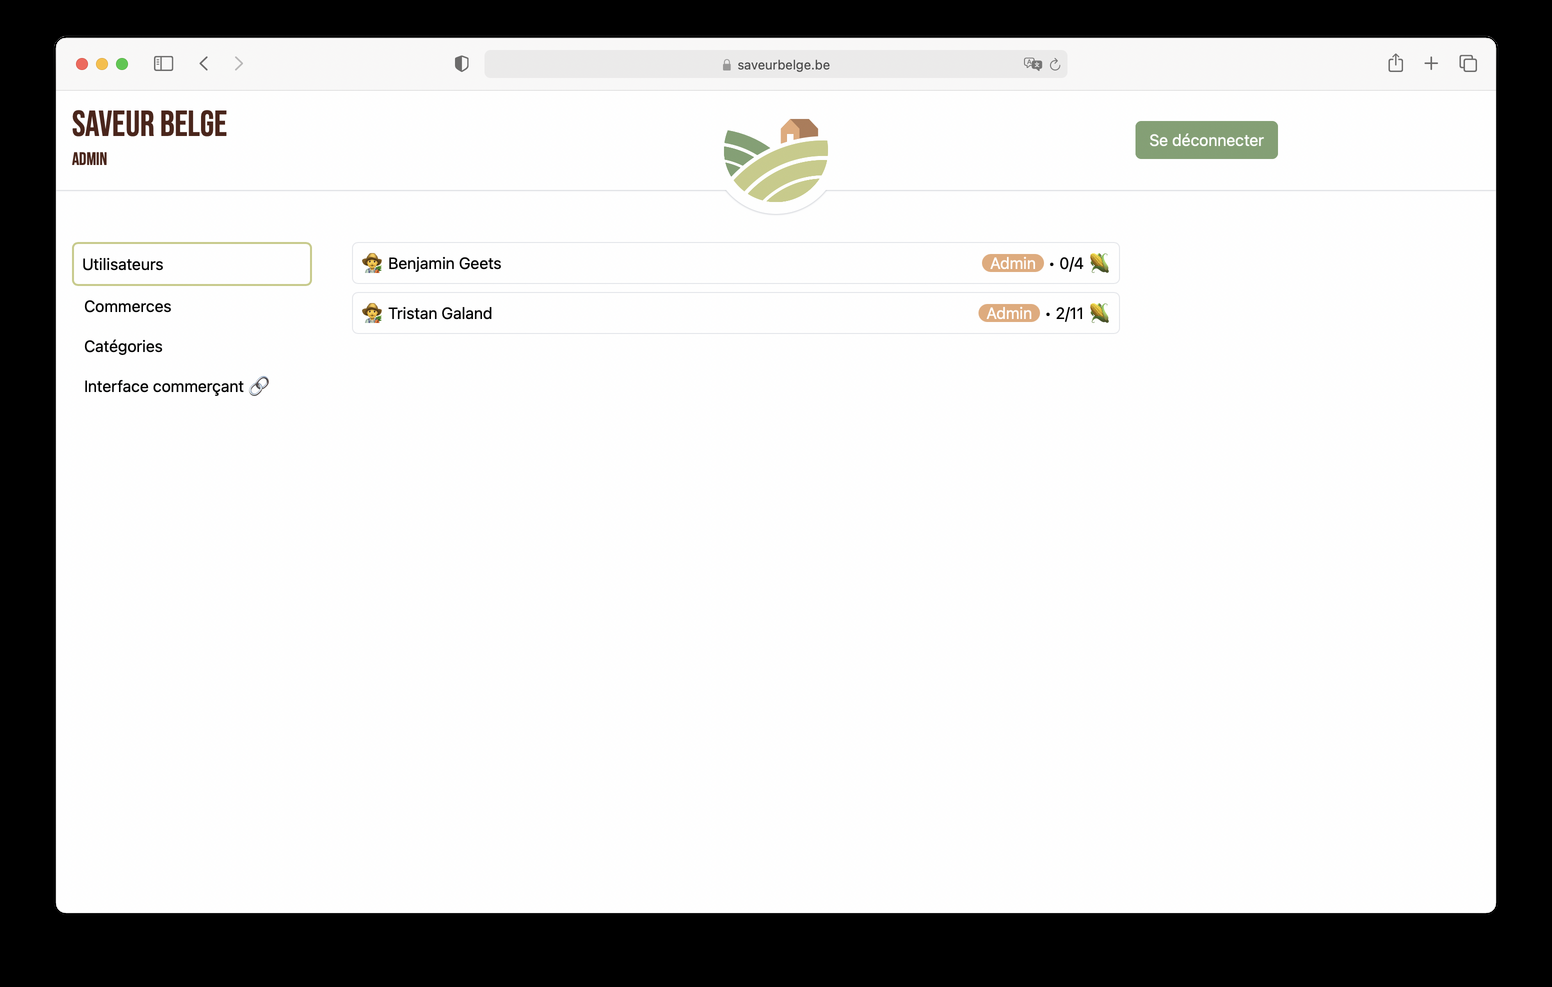 saveurbelge.be
SAVEUR BELGE
ADMIN
Se déconnecter
Utilisateurs
Commerces
Catégories
Interface commerçant 🔗
Benjamin Geets Admin • 0/4 🌽
Tristan Galand Admin • 2/11 🌽